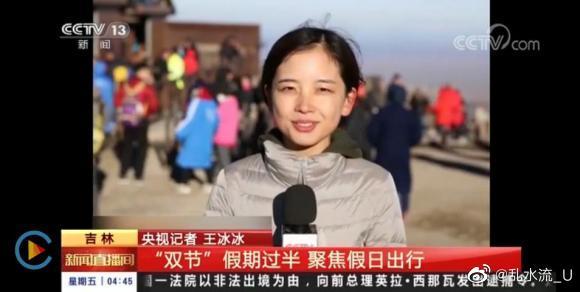 CCTV 13
新闻
CCTV.com
吉林
央视记者 王冰冰
新闻直播间
“双节”假期过半 聚焦假日出行
星期五 04:45
国一法院以非法出境为由，向前总理英拉·西那瓦发出逮捕令。
@乱水流_U